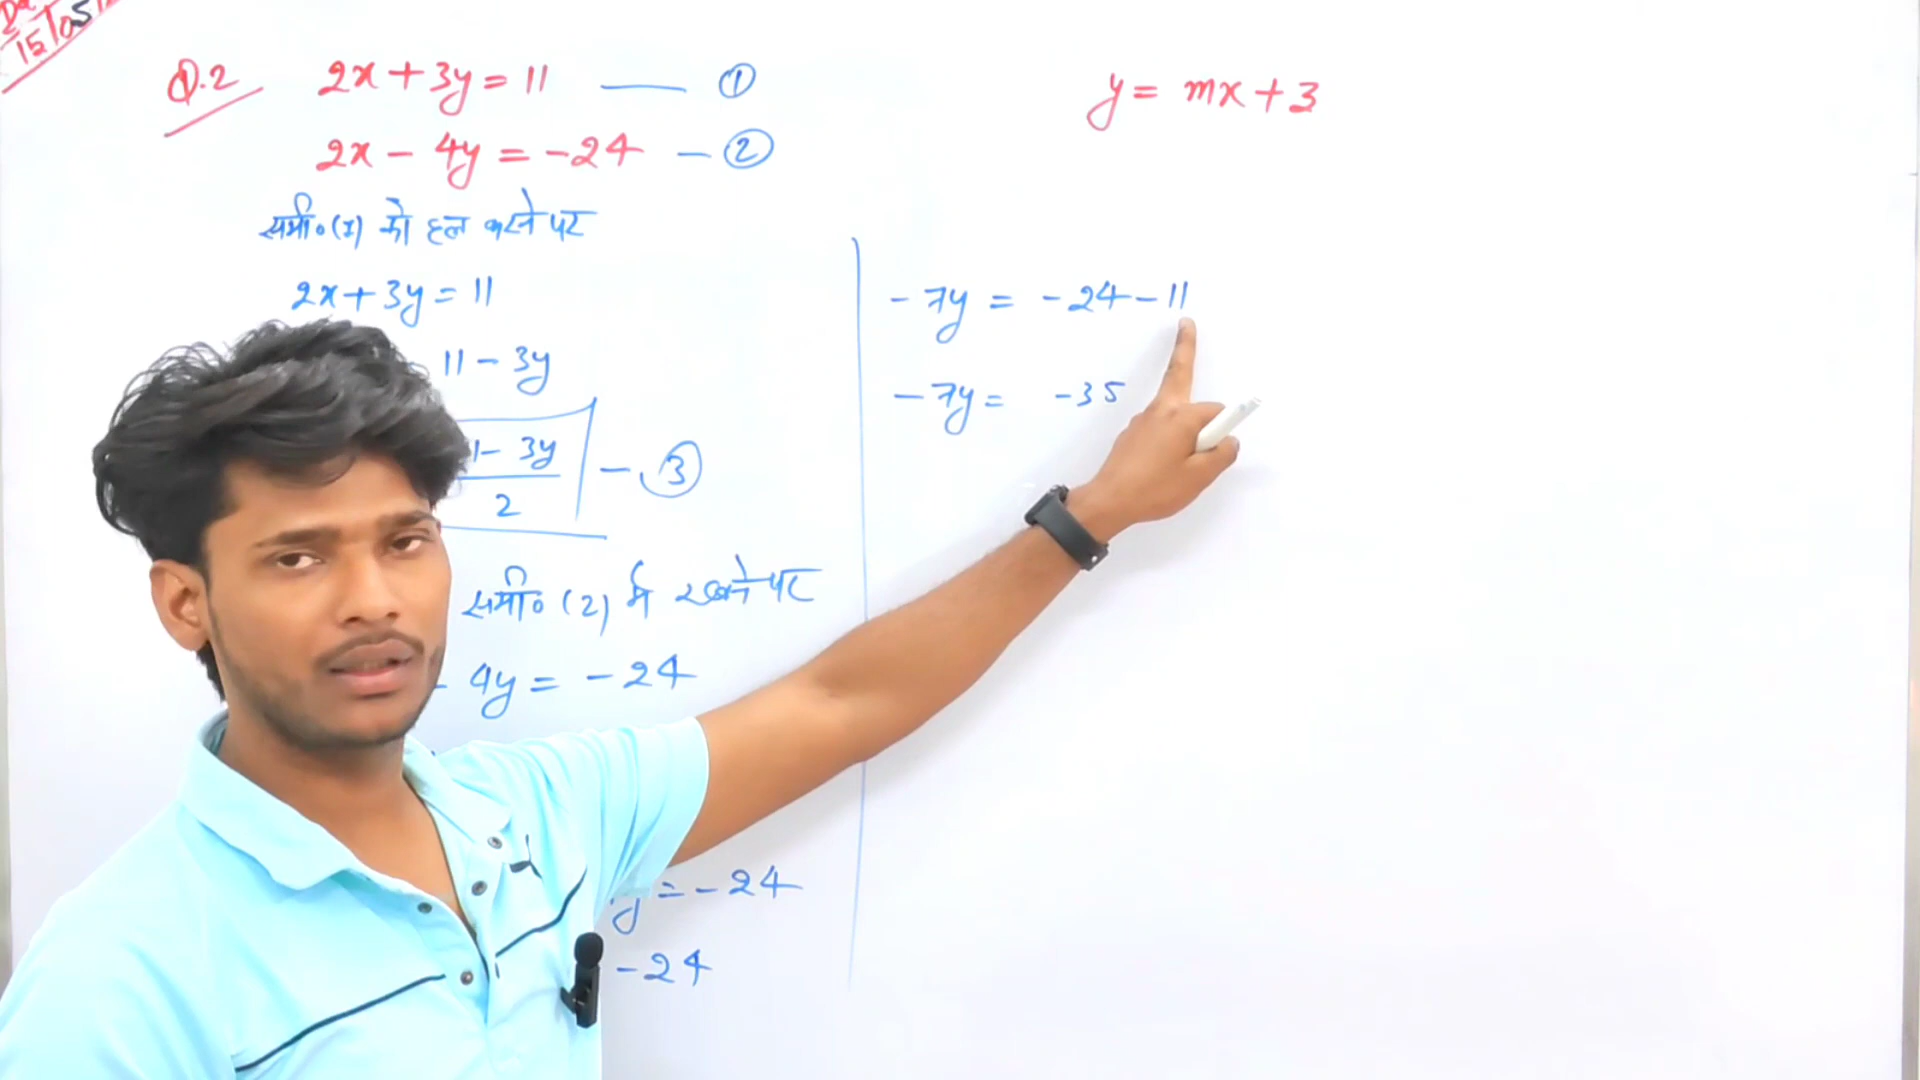 15/05/
Q.2 2x + 3y = 11 —— ①
2x - 4y = -24 - ②
समी० (1) को हल करने पर
2x + 3y = 11
11 - 3y
1 - 3y
2
- ③
समी० (2) में रखने पर
- 4y = -24
y = -24
-24
y = mx + 3
-7y = -24 - 11
-7y = -35